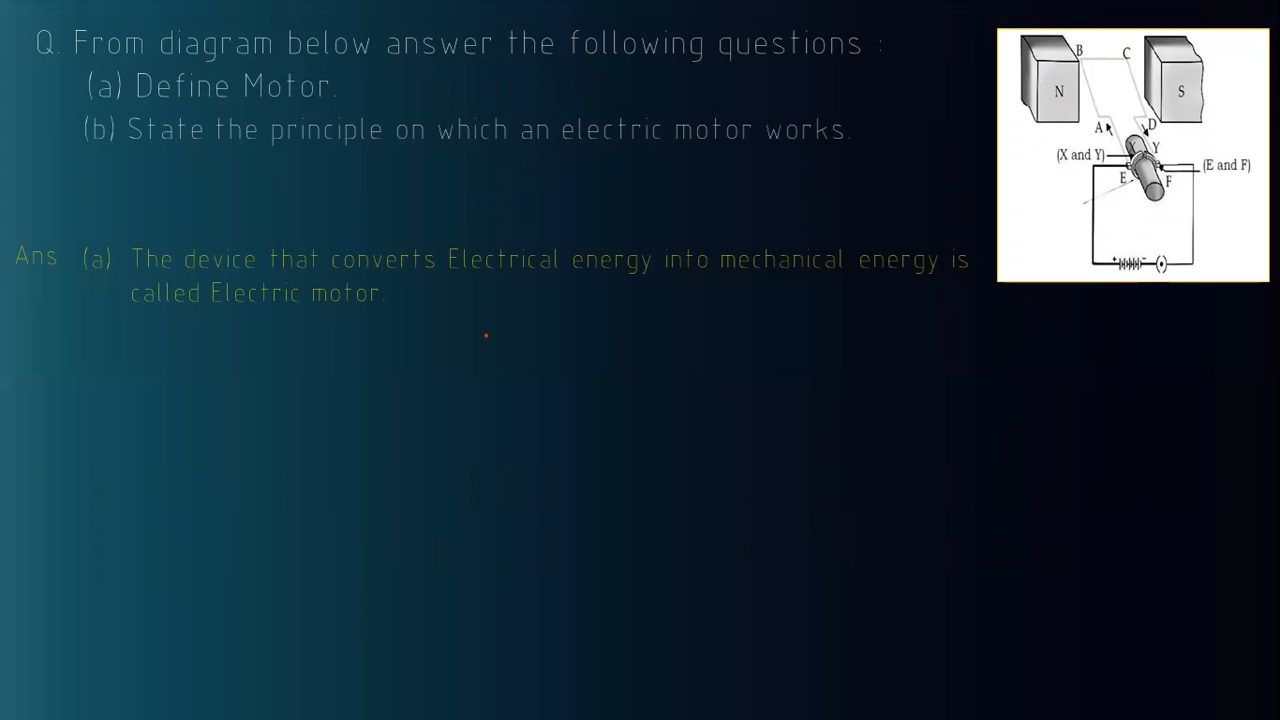 Q. From diagram below answer the following questions :
(a) Define Motor.
(b) State the principle on which an electric motor works.
B
C
N
S
A
D
X
Y
(X and Y)
(E and F)
E
F
+
-
Ans (a) The device that converts Electrical energy into mechanical energy is
called Electric motor.